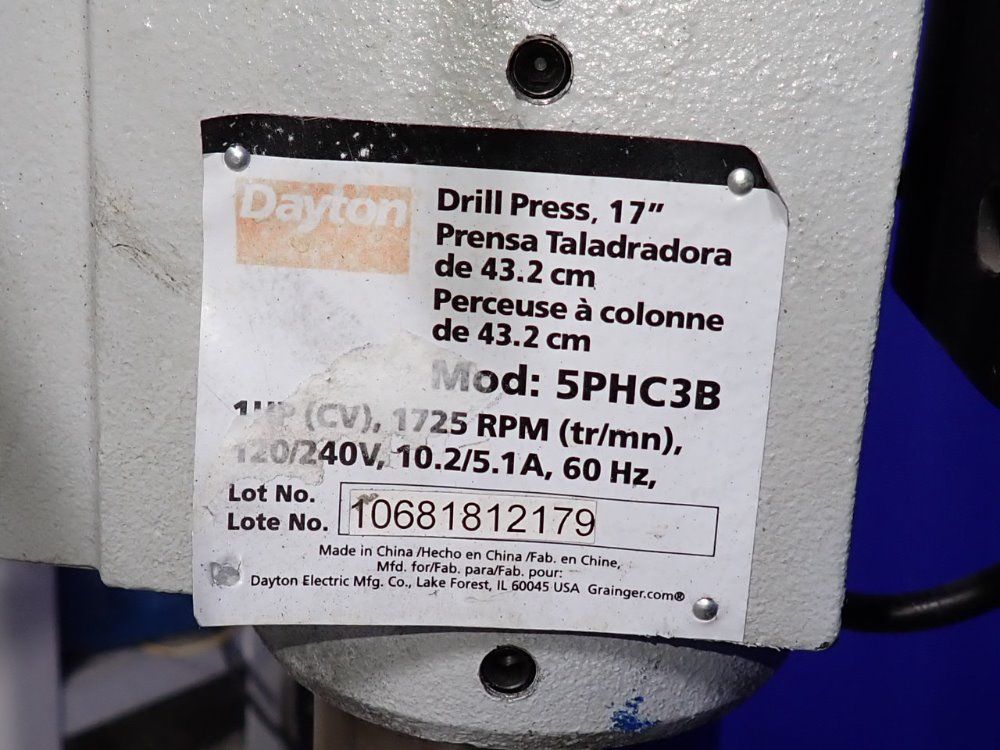 Dayton
Drill Press, 17"
Prensa Taladradora
de 43.2 cm
Perceuse à colonne
de 43.2 cm
Mod: 5PHC3B
1HP (CV), 1725 RPM (tr/mn),
120/240V, 10.2/5.1A, 60 Hz,
Lot No.
Lote No. 10681812179
Made in China /Hecho en China /Fab. en Chine,
Mfd. for/Fab. para/Fab. pour:
Dayton Electric Mfg. Co., Lake Forest, IL 60045 USA Grainger.com®